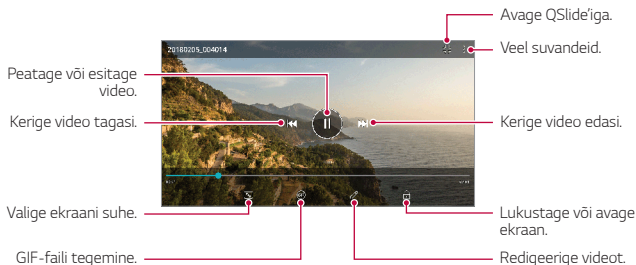 Avage QSlide’iga.
20180205_004014
Veel suvandeid.
Peatage või esitage
video.
Kerige video tagasi.
Kerige video edasi.
Valige ekraani suhe.
Lukustage või avage
ekraan.
GIF-faili tegemine.
Redigeerige videot.